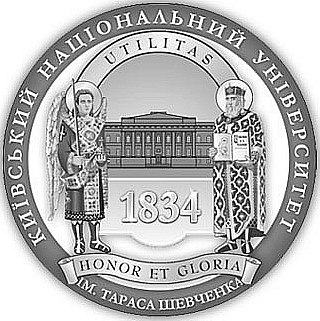 КИЇВСЬКИЙ НАЦІОНАЛЬНИЙ УНІВЕРСИТЕТ
UTILITAS
1834
HONOR ET GLORIA
ІМ. ТАРАСА ШЕВЧЕНКА